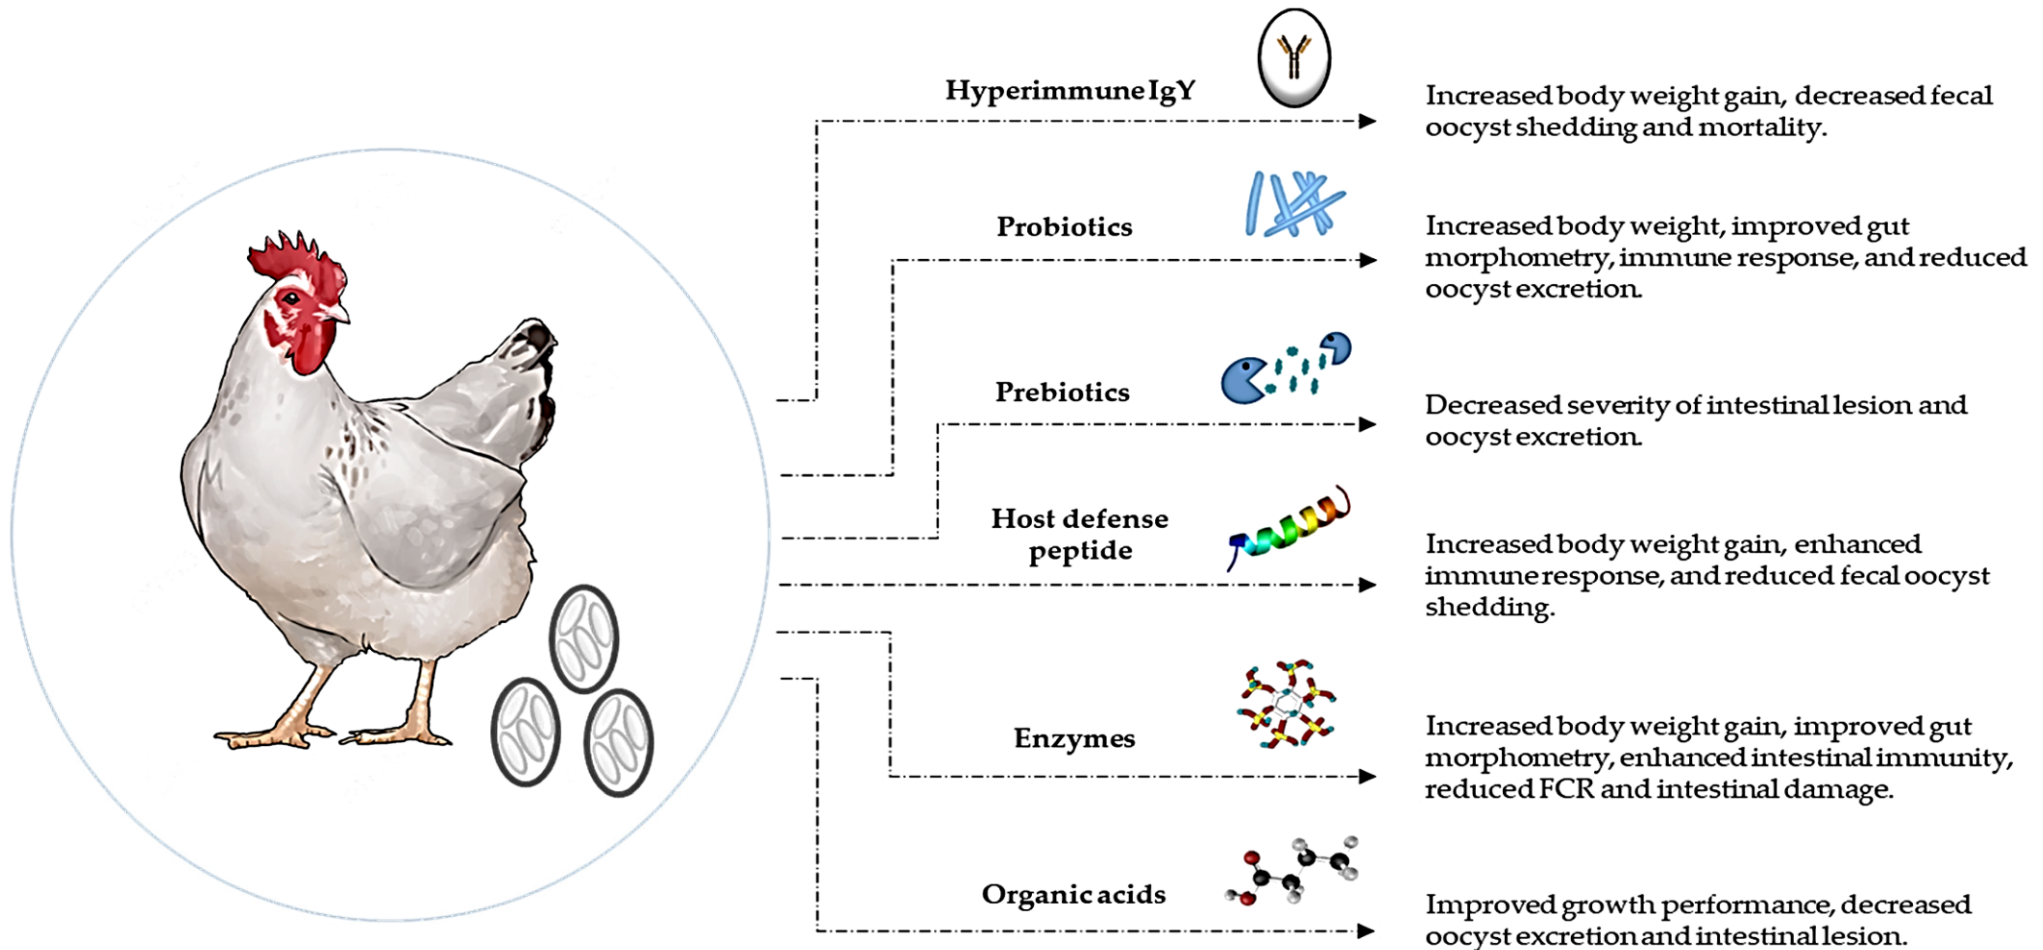 Hyperimmune IgY
Increased body weight gain, decreased fecal
oocyst shedding and mortality.
Probiotics
Increased body weight, improved gut
morphometry, immune response, and reduced
oocyst excretion.
Prebiotics
Decreased severity of intestinal lesion and
oocyst excretion.
Host defense
peptide
Increased body weight gain, enhanced
immune response, and reduced fecal oocyst
shedding.
Enzymes
Increased body weight gain, improved gut
morphometry, enhanced intestinal immunity,
reduced FCR and intestinal damage.
Organic acids
Improved growth performance, decreased
oocyst excretion and intestinal lesion.